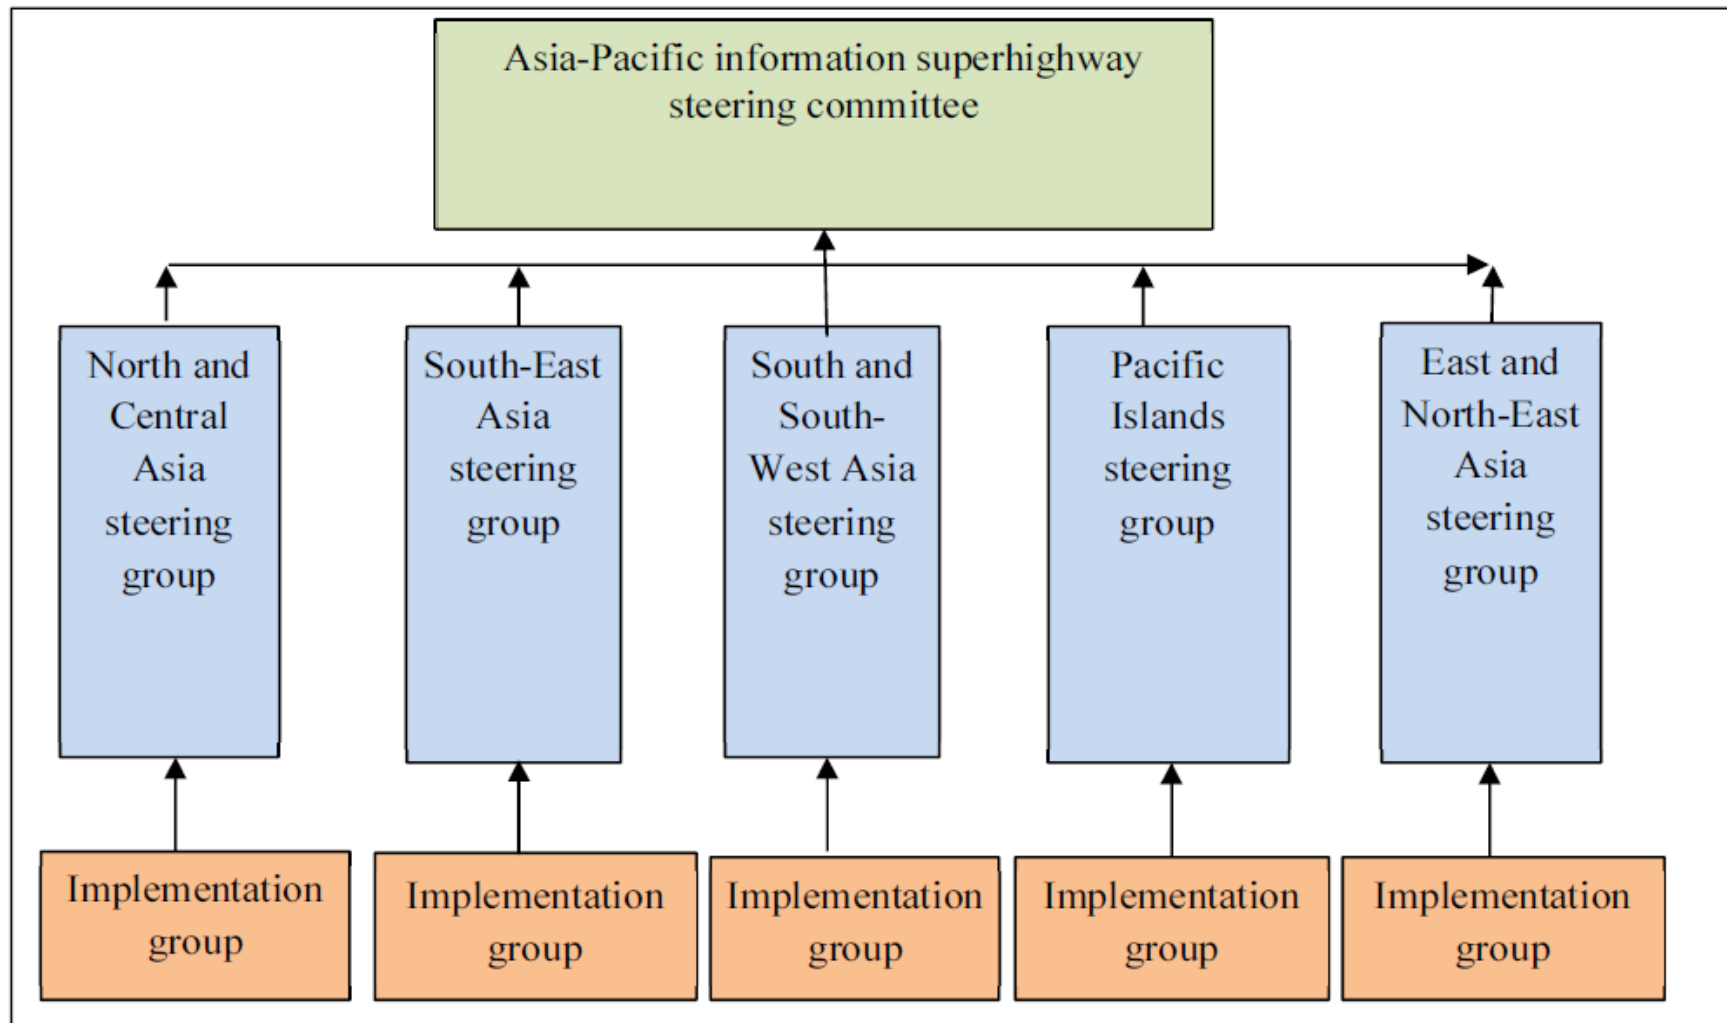 Asia-Pacific information superhighway
steering committee
North and
Central
Asia
steering
group
South-East
Asia
steering
group
South and
South-
West Asia
steering
group
Pacific
Islands
steering
group
East and
North-East
Asia
steering
group
Implementation
group
Implementation
group
Implementation
group
Implementation
group
Implementation
group